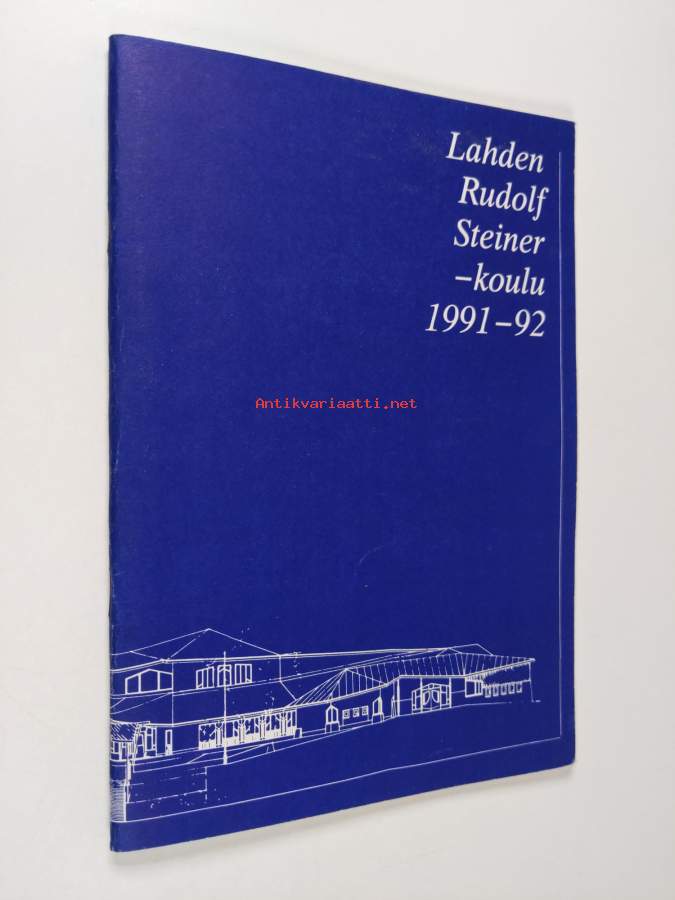 Lahden
Rudolf
Steiner
–koulu
1991–92
Antikvariaatti.net